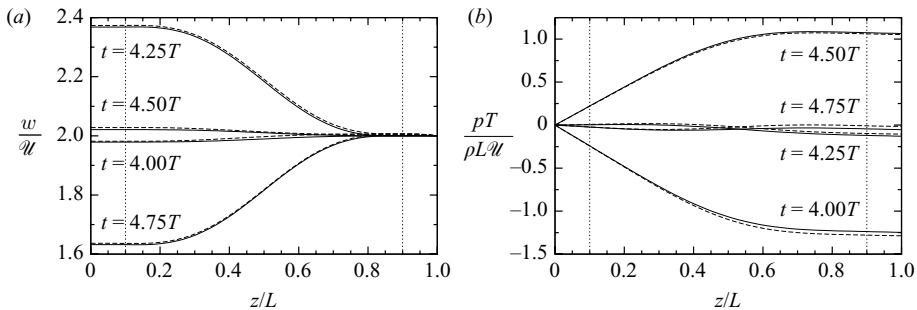 (a)
2.4
2.2
2.0
1.8
1.6
w
𝒰
t = 4.25T
t = 4.50T
t = 4.00T
t = 4.75T
0
0.2
0.4
0.6
0.8
1.0
z/L
(b)
1.0
0.5
0
−0.5
−1.0
−1.5
pT
ρL𝒰
t = 4.50T
t = 4.75T
t = 4.25T
t = 4.00T
0
0.2
0.4
0.6
0.8
1.0
z/L